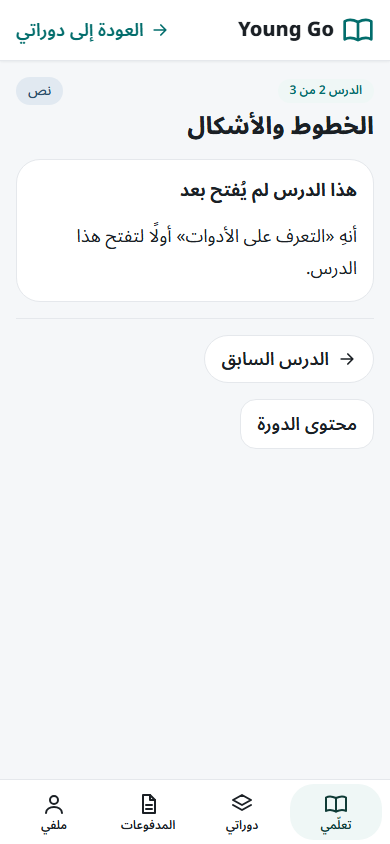 Young Go
العودة إلى دوراتي
الدرس 2 من 3
نص
الخطوط والأشكال
هذا الدرس لم يُفتح بعد
أنهِ «التعرف على الأدوات» أولًا لتفتح هذا
الدرس.
الدرس السابق
محتوى الدورة
تعلّمي
دوراتي
المدفوعات
ملفي